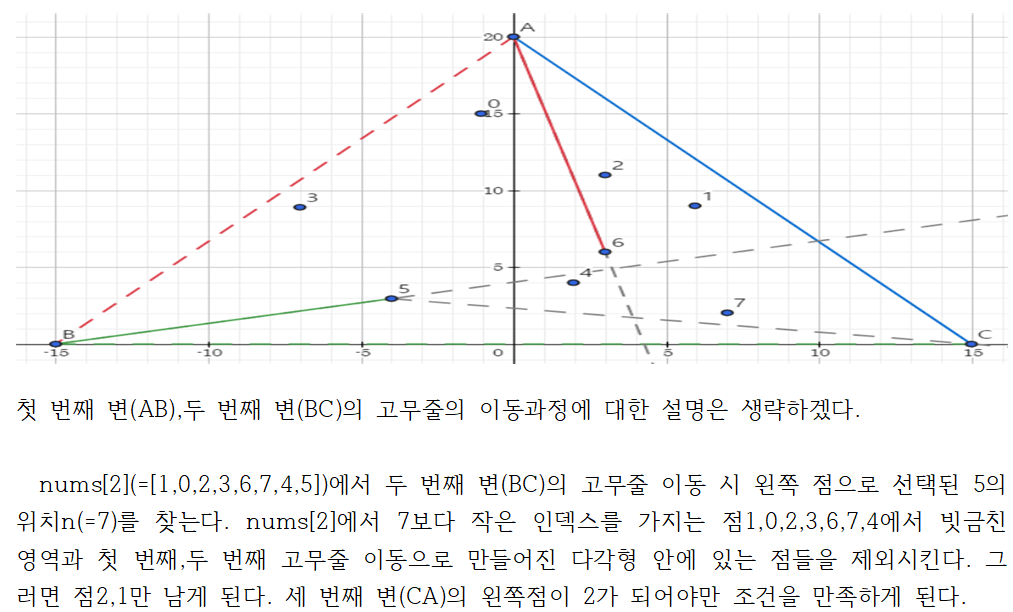 A
20
0
15
2
10
3
1
6
5
4
5
7
B
C
-15
-10
-5
0
5
10
15
첫 번째 변(AB),두 번째 변(BC)의 고무줄의 이동과정에 대한 설명은 생략하겠다.
nums[2](=[1,0,2,3,6,7,4,5])에서 두 번째 변(BC)의 고무줄 이동 시 왼쪽 점으로 선택된 5의
위치n(=7)를 찾는다. nums[2]에서 7보다 작은 인덱스를 가지는 점1,0,2,3,6,7,4에서 빗금친
영역과 첫 번째,두 번째 고무줄 이동으로 만들어진 다각형 안에 있는 점들을 제외시킨다. 그
러면 점2,1만 남게 된다. 세 번째 변(CA)의 왼쪽점이 2가 되어야만 조건을 만족하게 된다.